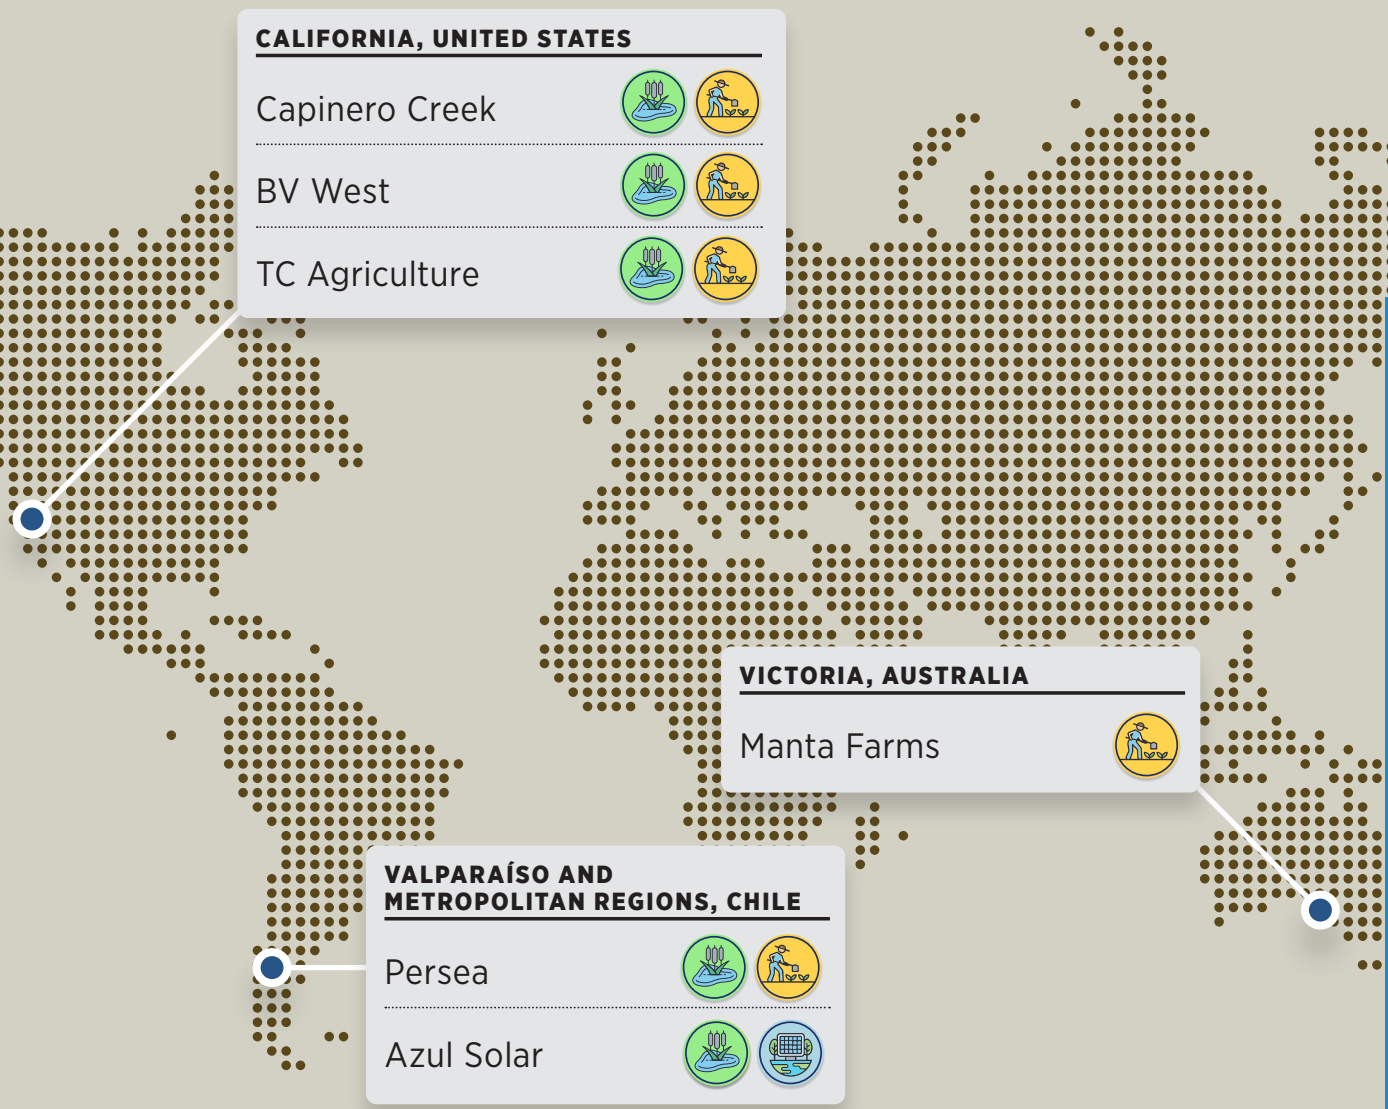 CALIFORNIA, UNITED STATES
Capinero Creek
BV West
TC Agriculture
VICTORIA, AUSTRALIA
Manta Farms
VALPARAÍSO AND
METROPOLITAN REGIONS, CHILE
Persea
Azul Solar